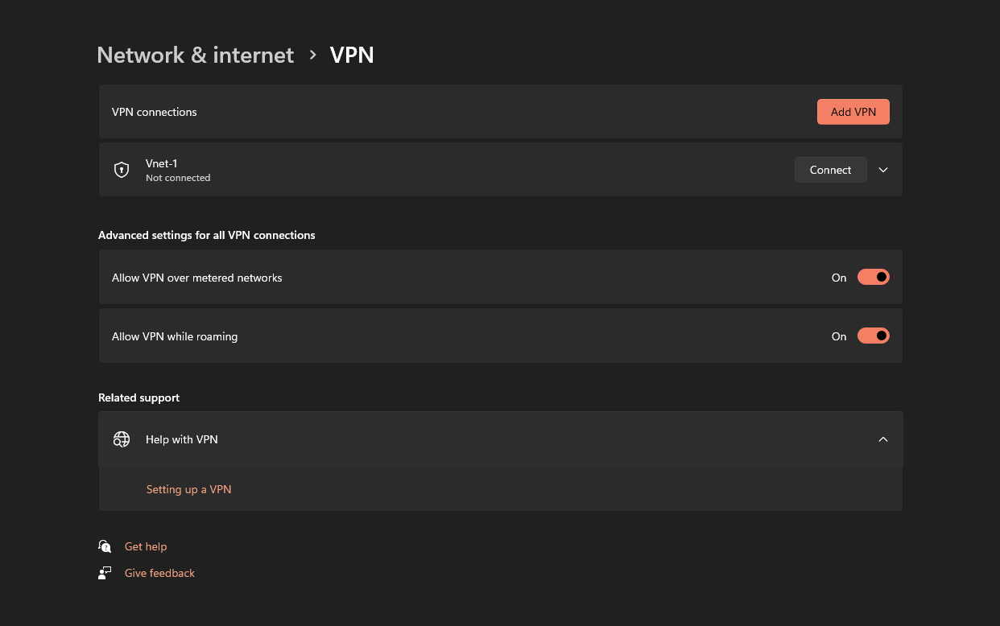 Network & internet > VPN
VPN connections
Add VPN
Vnet-1
Not connected
Connect
Advanced settings for all VPN connections
Allow VPN over metered networks
On
Allow VPN while roaming
On
Related support
Help with VPN
Setting up a VPN
Get help
Give feedback